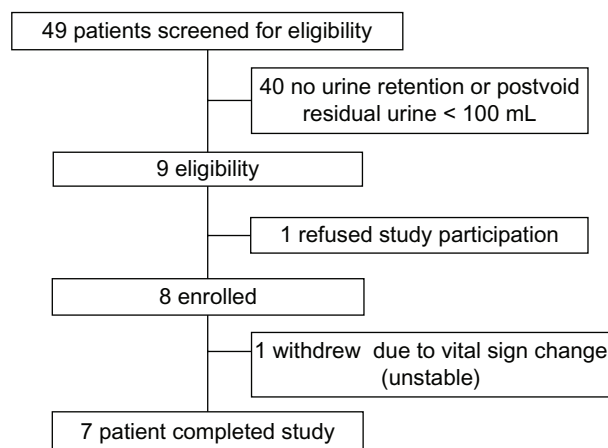 49 patients screened for eligibility
40 no urine retention or postvoid
residual urine < 100 mL
9 eligibility
1 refused study participation
8 enrolled
1 withdrew due to vital sign change
(unstable)
7 patient completed study